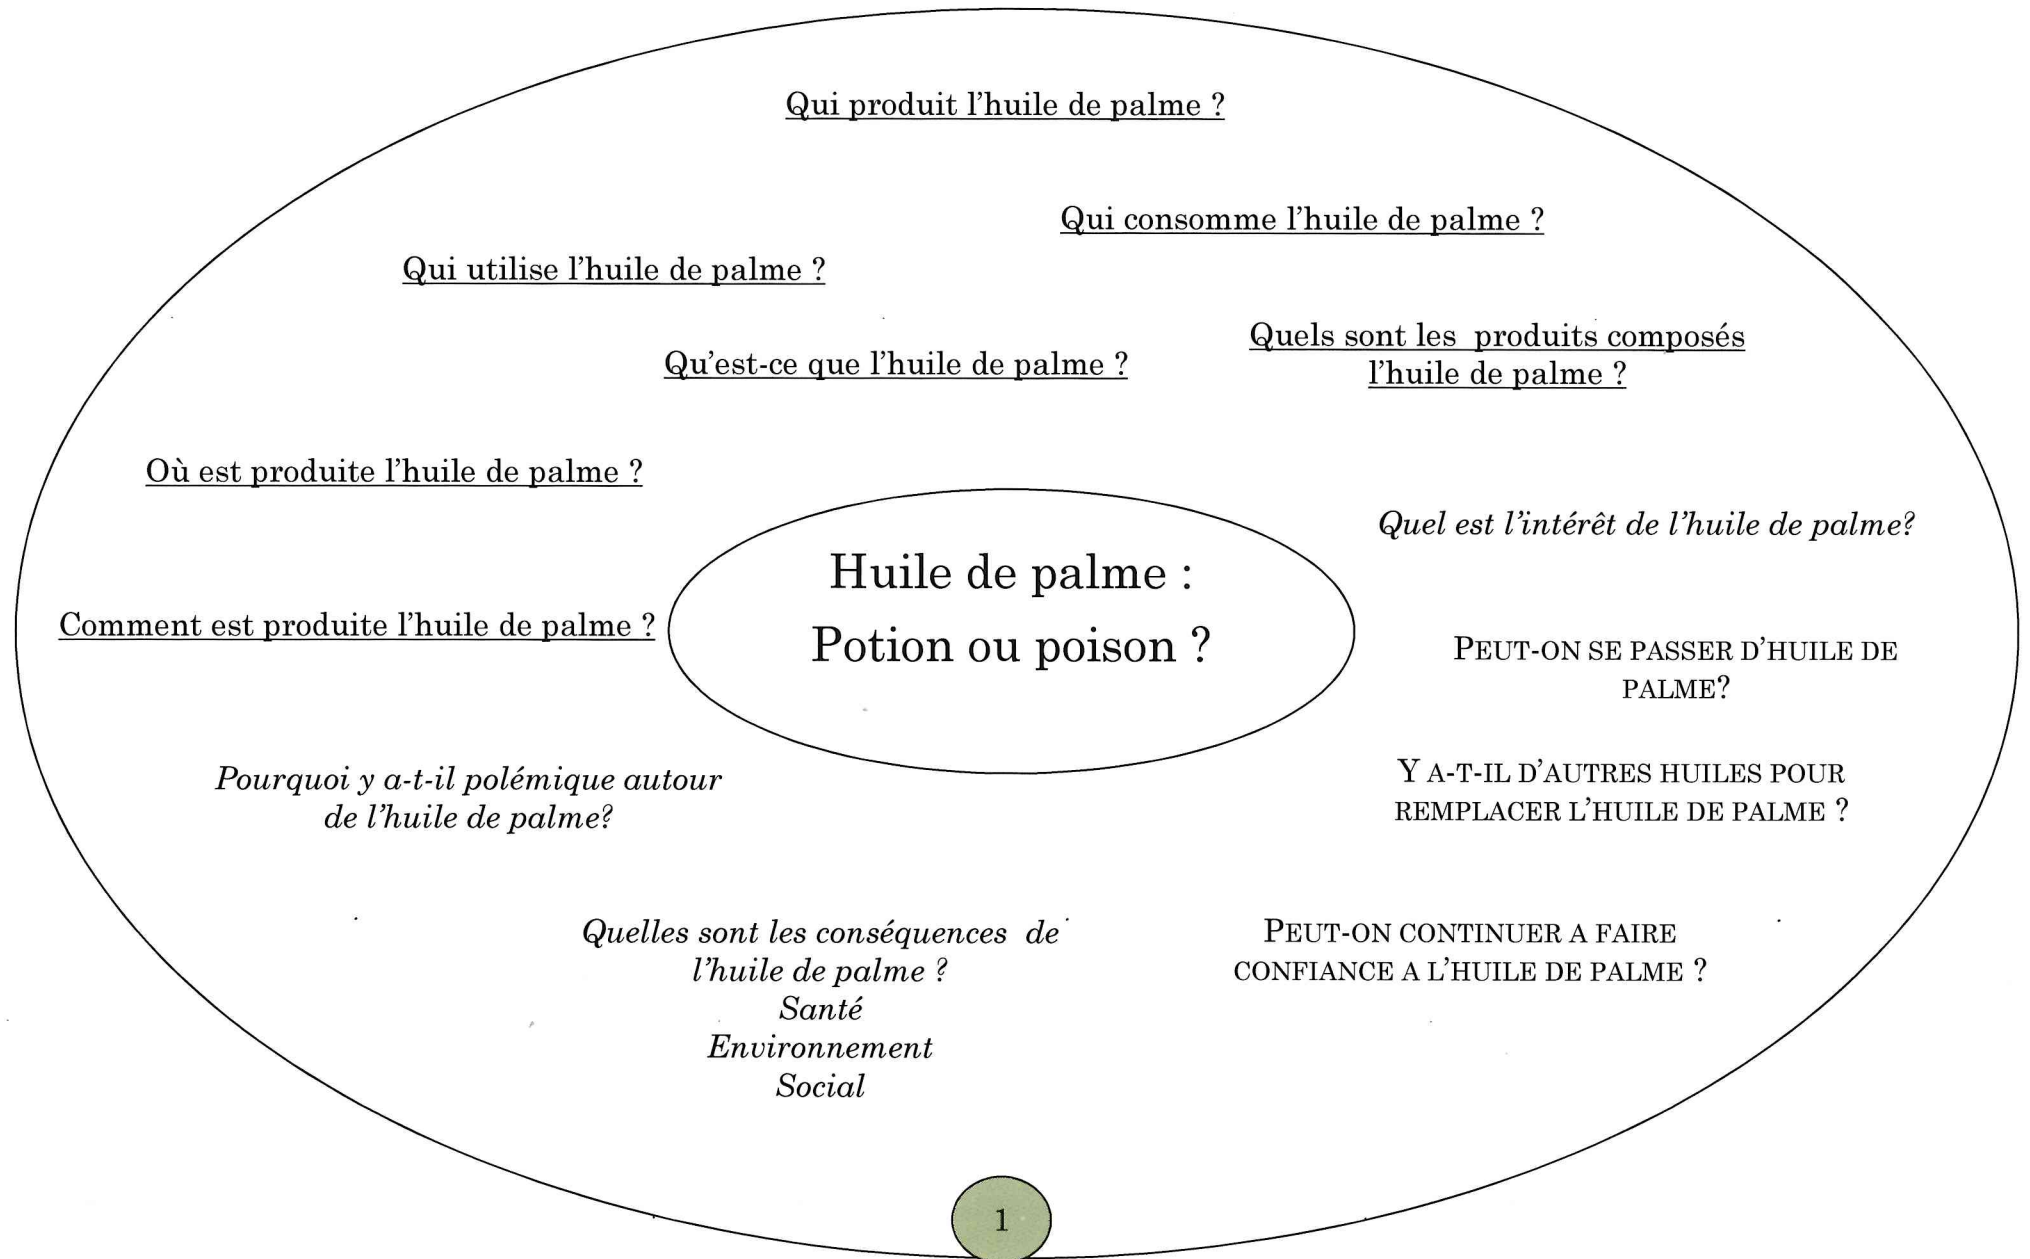 Qui produit l'huile de palme ?
Qui consomme l'huile de palme ?
Qui utilise l'huile de palme ?
Quels sont les produits composés
l'huile de palme ?
Qu'est-ce que l'huile de palme ?
Où est produite l'huile de palme ?
Quel est l'intérêt de l'huile de palme?
Huile de palme :
Potion ou poison ?
Comment est produite l'huile de palme ?
PEUT-ON SE PASSER D'HUILE DE
PALME?
Pourquoi y a-t-il polémique autour
de l'huile de palme?
Y A-T-IL D'AUTRES HUILES POUR
REMPLACER L'HUILE DE PALME ?
Quelles sont les conséquences de
l'huile de palme ?
Santé
Environnement
Social
PEUT-ON CONTINUER A FAIRE
CONFIANCE A L'HUILE DE PALME ?
1